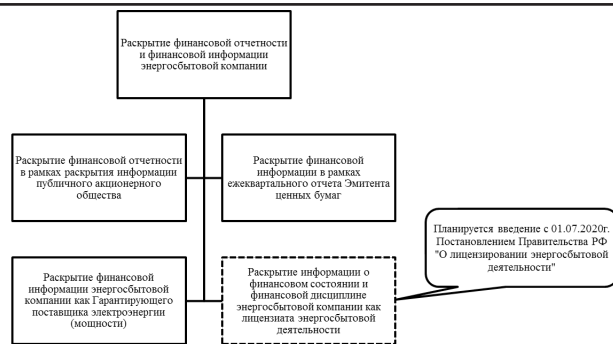 Раскрытие финансовой отчетности
и финансовой информации
энергосбытовой компании
Раскрытие финансовой отчетности
в рамках раскрытия информации
публичного акционерного
общества
Раскрытие финансовой
информации в рамках
ежеквартального отчета Эмитента
ценных бумаг
Планируется введение с 01.07.2020г.
Постановлением Правительства РФ
"О лицензировании энергосбытовой
деятельности"
Раскрытие финансовой
информации энергосбытовой
компании как Гарантирующего
поставщика электроэнергии
(мощности)
Раскрытие информации о
финансовом состоянии и
финансовой дисциплине
энергосбытовой компании как
лицензиата энергосбытовой
деятельности